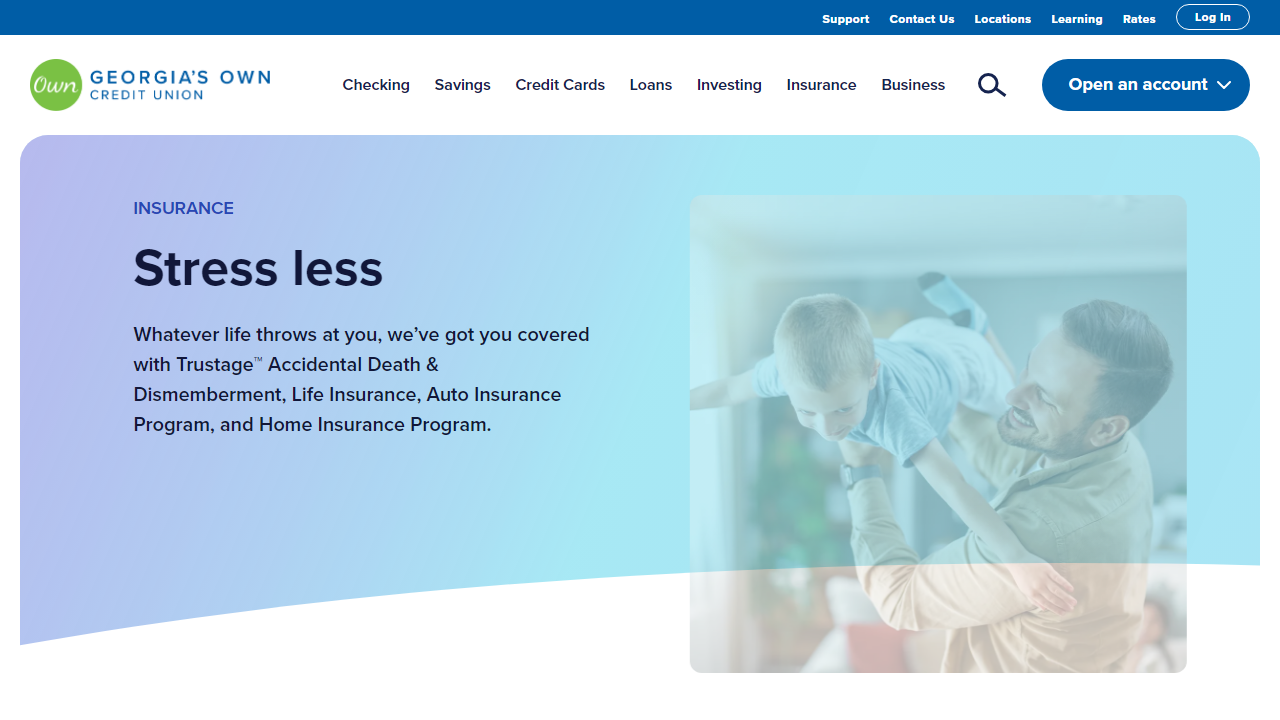 Support Contact Us Locations Learning Rates Log In
Own GEORGIA'S OWN
CREDIT UNION
Checking Savings Credit Cards Loans Investing Insurance Business Open an account
INSURANCE
Stress less
Whatever life throws at you, we’ve got you covered
with Trustage™ Accidental Death &
Dismemberment, Life Insurance, Auto Insurance
Program, and Home Insurance Program.